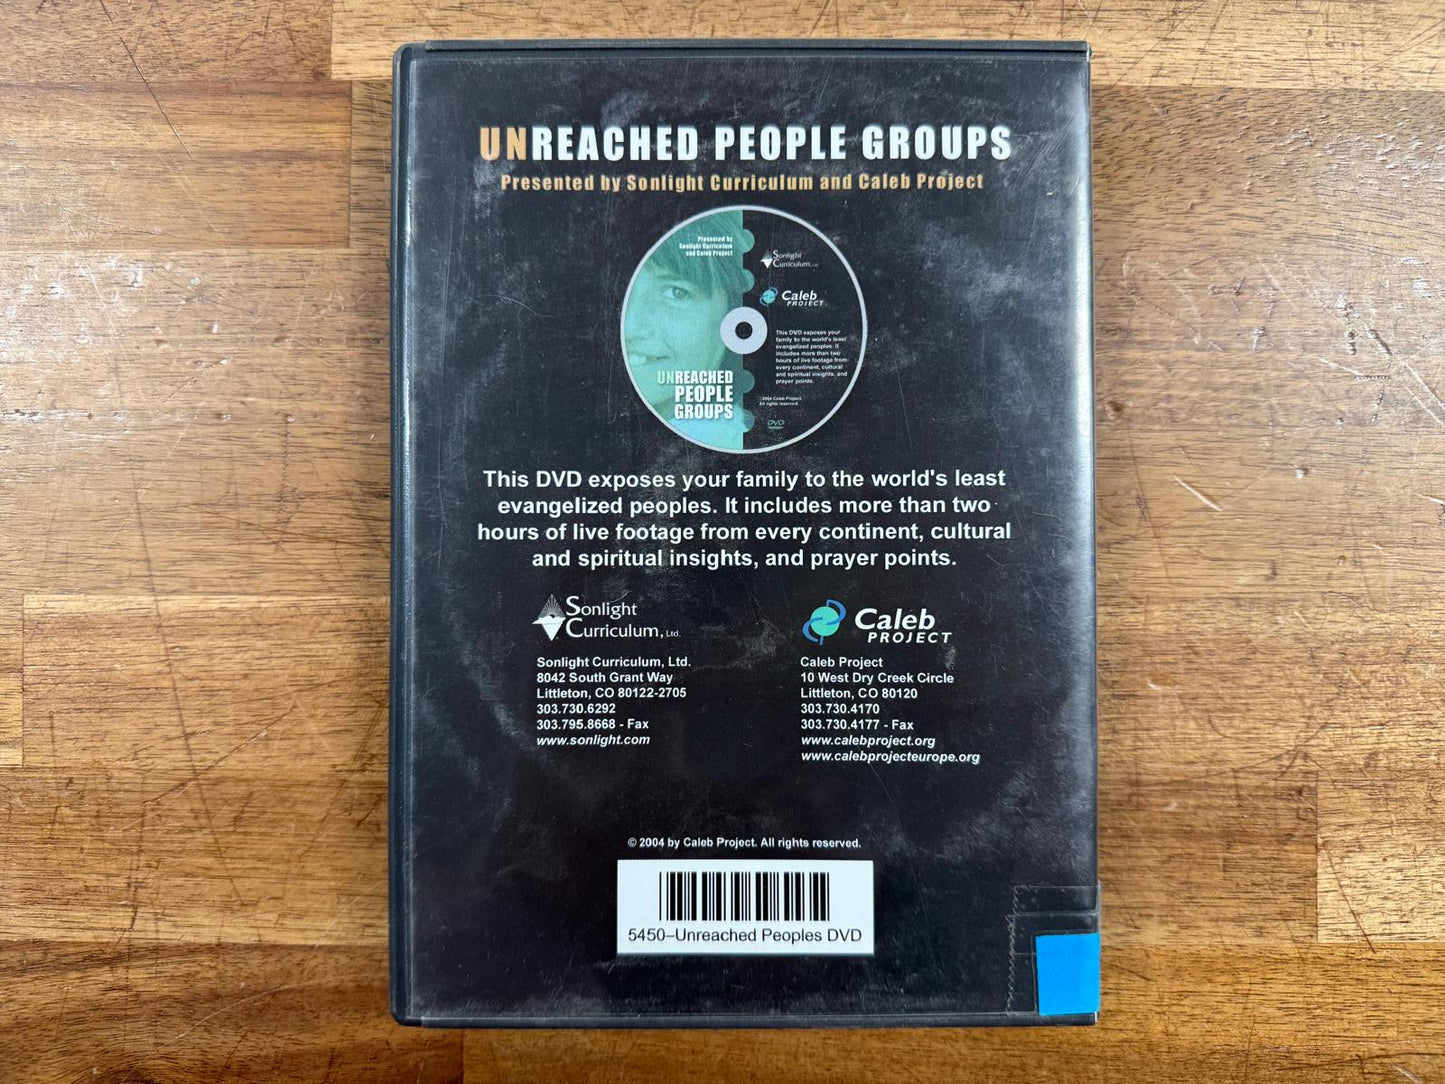 UNREACHED PEOPLE GROUPS
Presented by Sonlight Curriculum and Caleb Project
Presented by
Sonlight Curriculum
and Caleb Project
Sonlight
Curriculum, Ltd.
Caleb
PROJECT
This DVD exposes your
family to the world's least
evangelized peoples. It
includes more than two
hours of live footage from
every continent, cultural
and spiritual insights, and
prayer points.
©2004 Caleb Project.
All rights reserved.
DVD
UNREACHED
PEOPLE
GROUPS
This DVD exposes your family to the world's least
evangelized peoples. It includes more than two
hours of live footage from every continent, cultural
and spiritual insights, and prayer points.
Sonlight
Curriculum, Ltd.
Sonlight Curriculum, Ltd.
8042 South Grant Way
Littleton, CO 80122-2705
303.730.6292
303.795.8668 - Fax
www.sonlight.com
Caleb
PROJECT
Caleb Project
10 West Dry Creek Circle
Littleton, CO 80120
303.730.4170
303.730.4177 - Fax
www.calebproject.org
www.calebprojecteurope.org
© 2004 by Caleb Project. All rights reserved.
5450–Unreached Peoples DVD